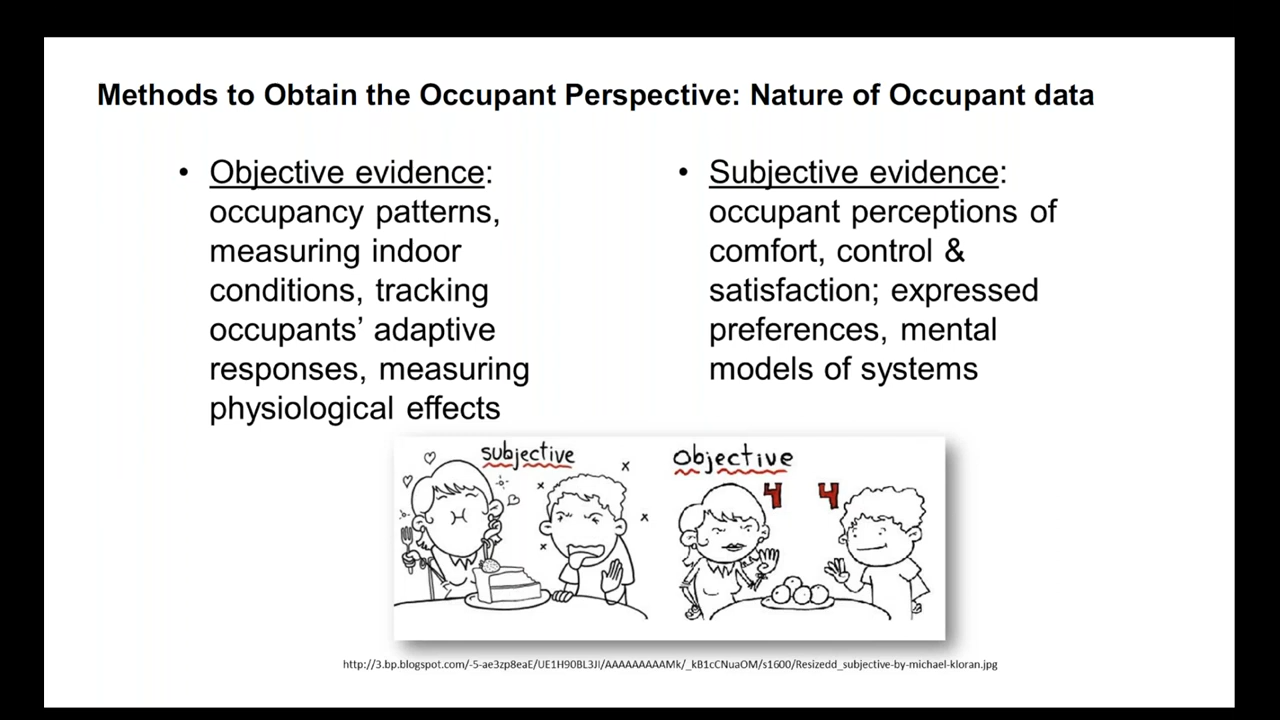 Methods to Obtain the Occupant Perspective: Nature of Occupant data
• Objective evidence:
occupancy patterns,
measuring indoor
conditions, tracking
occupants’ adaptive
responses, measuring
physiological effects
• Subjective evidence:
occupant perceptions of
comfort, control &
satisfaction; expressed
preferences, mental
models of systems
subjective
Objective
4 4
http://3.bp.blogspot.com/-5-ae3zp8eaE/UE1H90BL3JI/AAAAAAAAAMk/_kB1cCNuaOM/s1600/Resizedd_subjective-by-michael-kloran.jpg